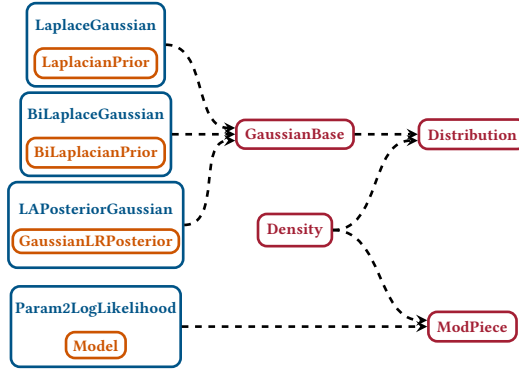 LaplaceGaussian
LaplacianPrior
BiLaplaceGaussian
BiLaplacianPrior
GaussianBase
Distribution
LAPosteriorGaussian
GaussianLRPosterior
Density
Param2LogLikelihood
Model
ModPiece